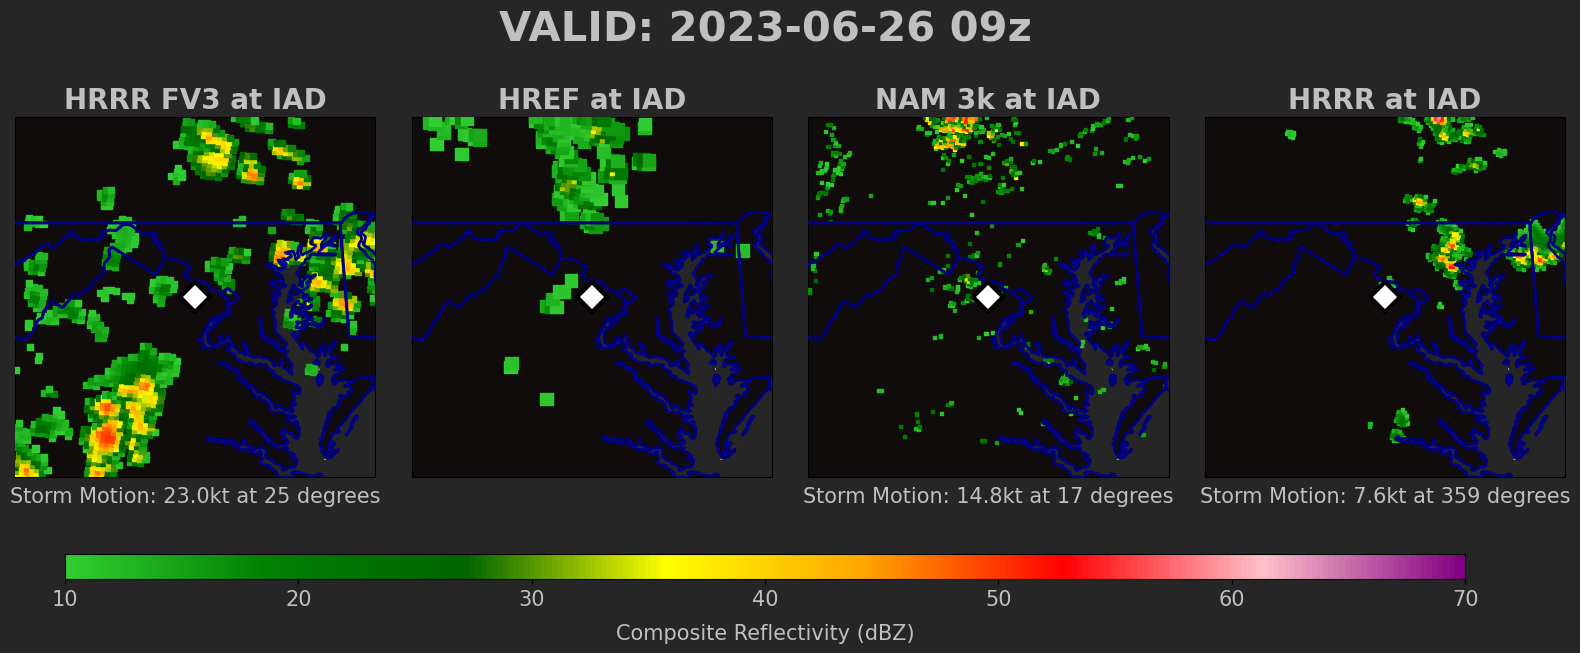 VALID: 2023-06-26 09z
HRRR FV3 at IAD
HREF at IAD
NAM 3k at IAD
HRRR at IAD
Storm Motion: 23.0kt at 25 degrees
Storm Motion: 14.8kt at 17 degrees
Storm Motion: 7.6kt at 359 degrees
10 20 30 40 50 60 70
Composite Reflectivity (dBZ)